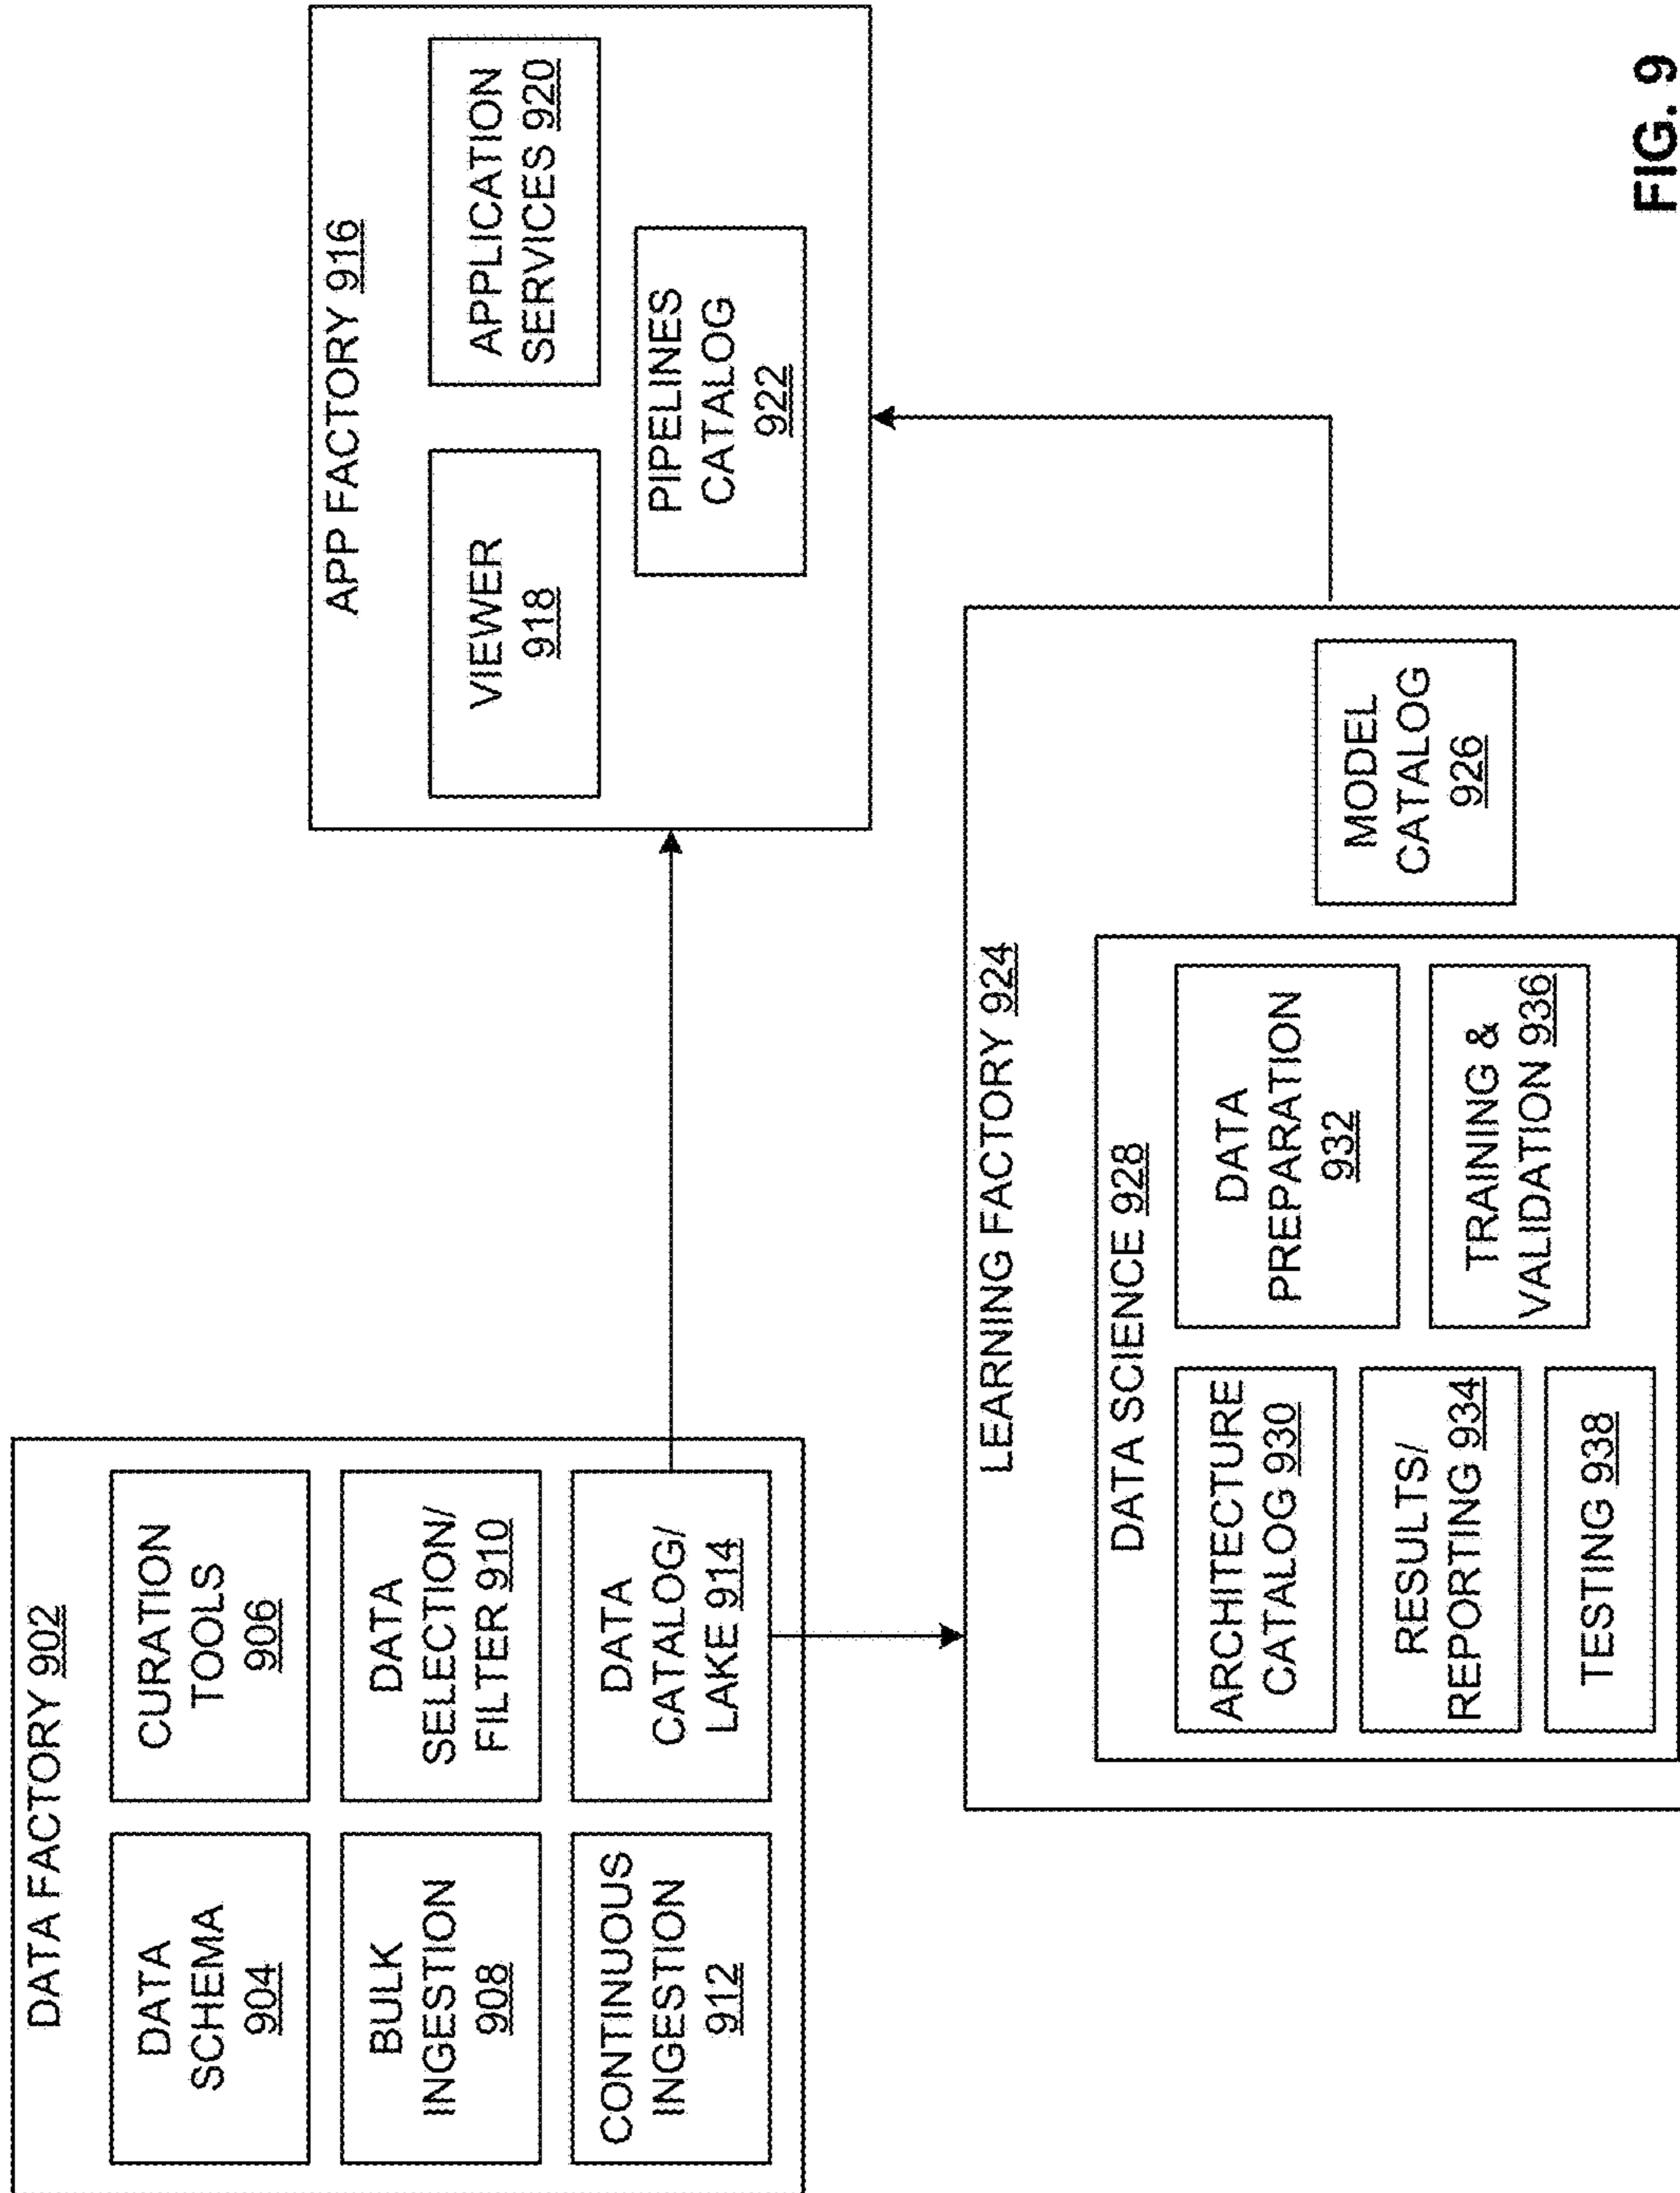 DATA FACTORY 902
DATA
SCHEMA
904
CURATION
TOOLS
906
BULK
INGESTION
908
DATA
SELECTION/
FILTER 910
CONTINUOUS
INGESTION
912
DATA
CATALOG/
LAKE 914
APP FACTORY 916
VIEWER
918
APPLICATION
SERVICES 920
PIPELINES
CATALOG
922
LEARNING FACTORY 924
DATA SCIENCE 928
ARCHITECTURE
CATALOG 930
DATA
PREPARATION
932
RESULTS/
REPORTING 934
TRAINING &
VALIDATION 936
TESTING 938
MODEL
CATALOG
926
FIG. 9